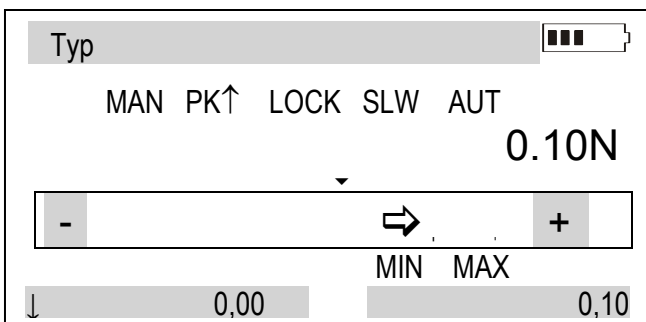 Typ
MAN PK↑ LOCK SLW AUT
0.10N
- +
MIN MAX
↓ 0,00 0,10